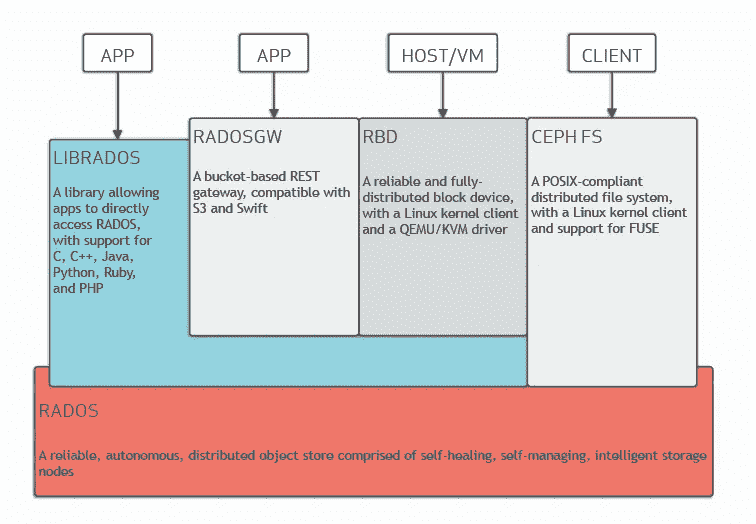 APP
APP
HOST/VM
CLIENT
LIBRADOS
A library allowing
apps to directly
access RADOS,
with support for
C, C++, Java,
Python, Ruby,
and PHP
RADOSGW
A bucket-based REST
gateway, compatible with
S3 and Swift
RBD
A reliable and fully-
distributed block device,
with a Linux kernel client
and a QEMU/KVM driver
CEPH FS
A POSIX-compliant
distributed file system,
with a Linux kernel client
and support for FUSE
RADOS
A reliable, autonomous, distributed object store comprised of self-healing, self-managing, intelligent storage
nodes